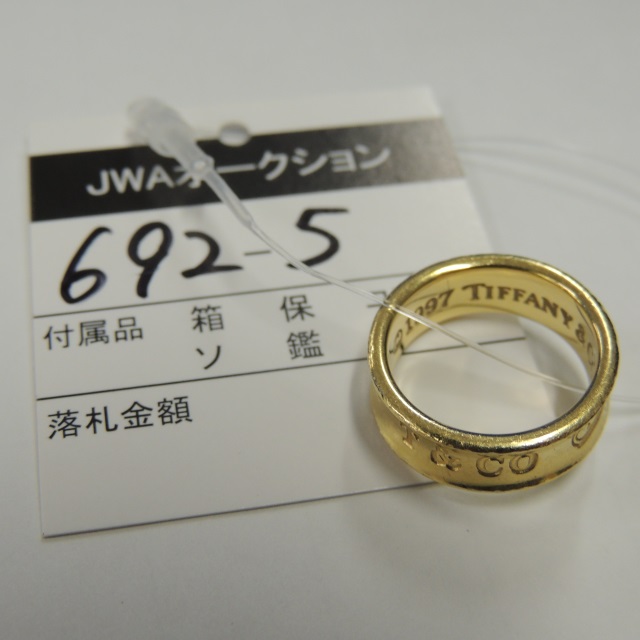 JWAオークション
692-5
付属品 箱 保
ソ 鑑
落札金額
1997 TIFFANY &
T & CO